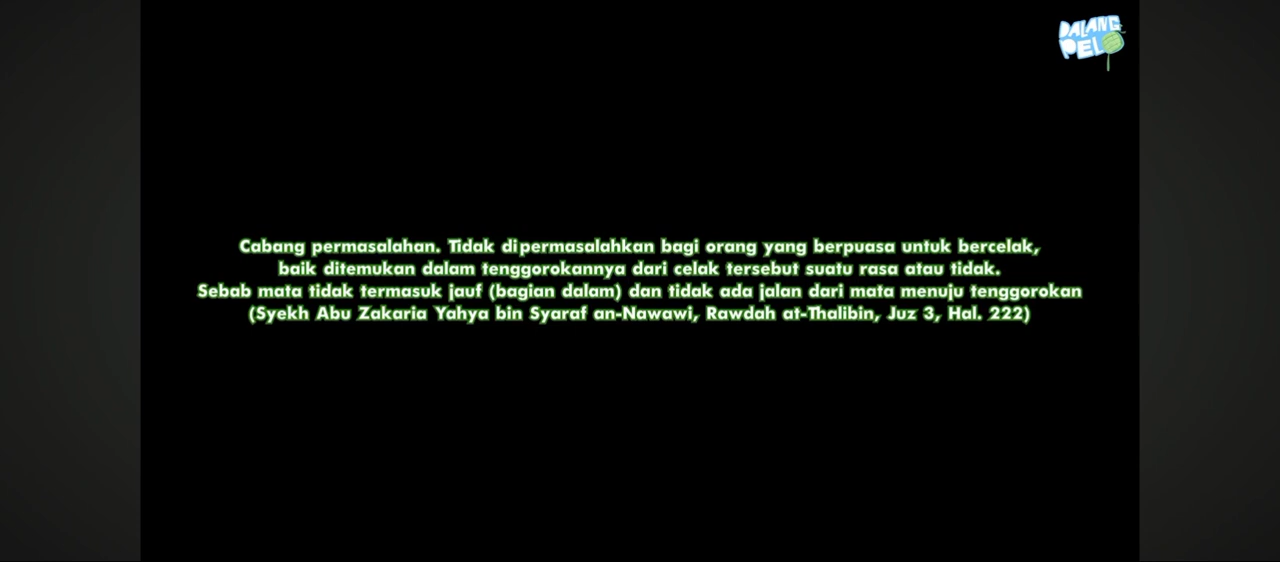 DALANG
PELO
Cabang permasalahan. Tidak dipermasalahkan bagi orang yang berpuasa untuk bercelak,
baik ditemukan dalam tenggorokannya dari celak tersebut suatu rasa atau tidak.
Sebab mata tidak termasuk jauf (bagian dalam) dan tidak ada jalan dari mata menuju tenggorokan
(Syekh Abu Zakaria Yahya bin Syaraf an-Nawawi, Rawdah at-Thalibin, Juz 3, Hal. 222)